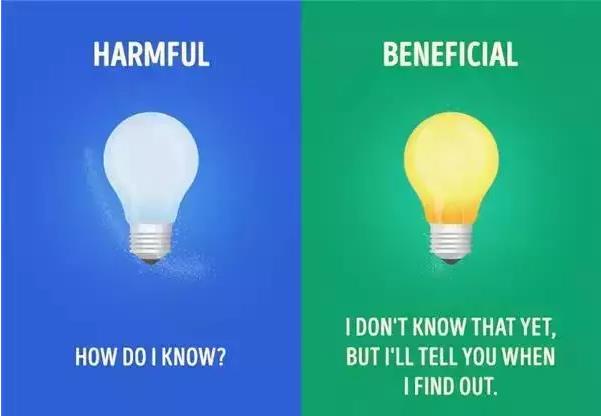 HARMFUL
HOW DO I KNOW?
BENEFICIAL
I DON'T KNOW THAT YET,
BUT I'LL TELL YOU WHEN
I FIND OUT.